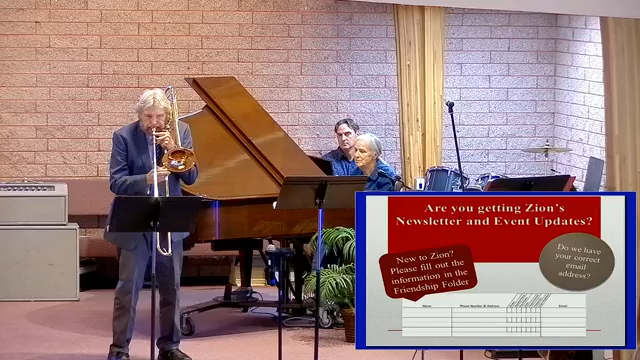 Are you getting Zion's
Newsletter and Event Updates?
New to Zion?
Please fill out the
information in the
Friendship Folder
Do we have
your correct
email
address?
Name
Phone Number & Address
Email